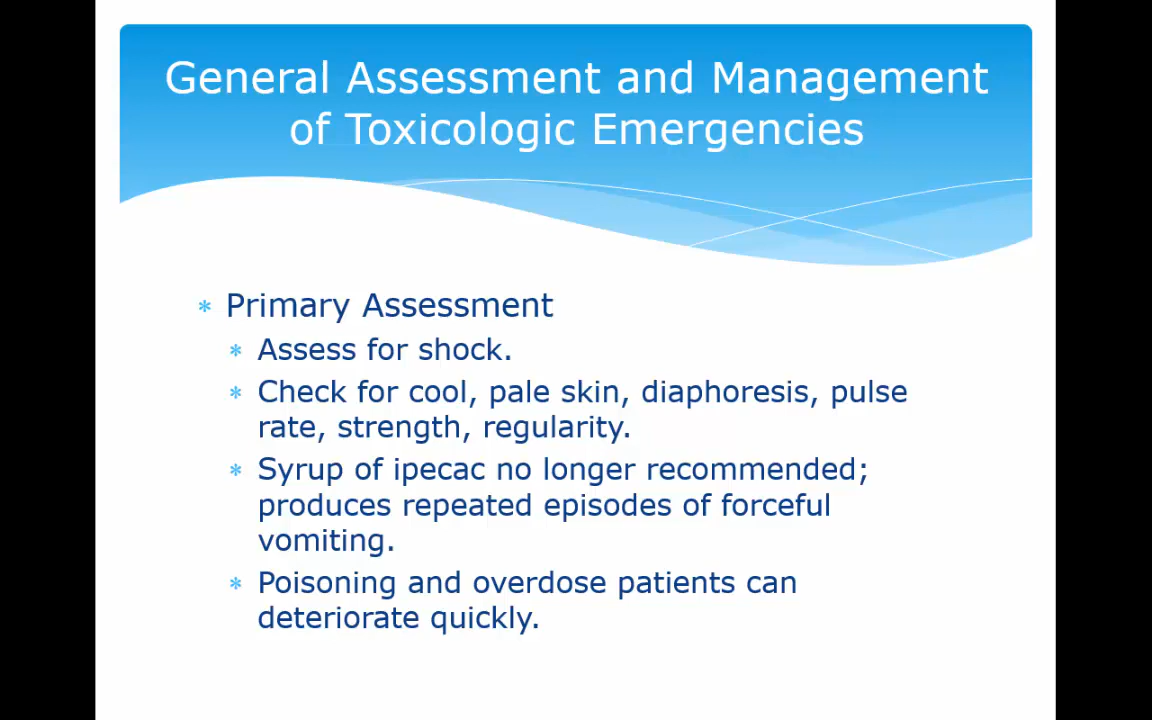 General Assessment and Management
of Toxicologic Emergencies
* Primary Assessment
* Assess for shock.
* Check for cool, pale skin, diaphoresis, pulse
rate, strength, regularity.
* Syrup of ipecac no longer recommended;
produces repeated episodes of forceful
vomiting.
* Poisoning and overdose patients can
deteriorate quickly.